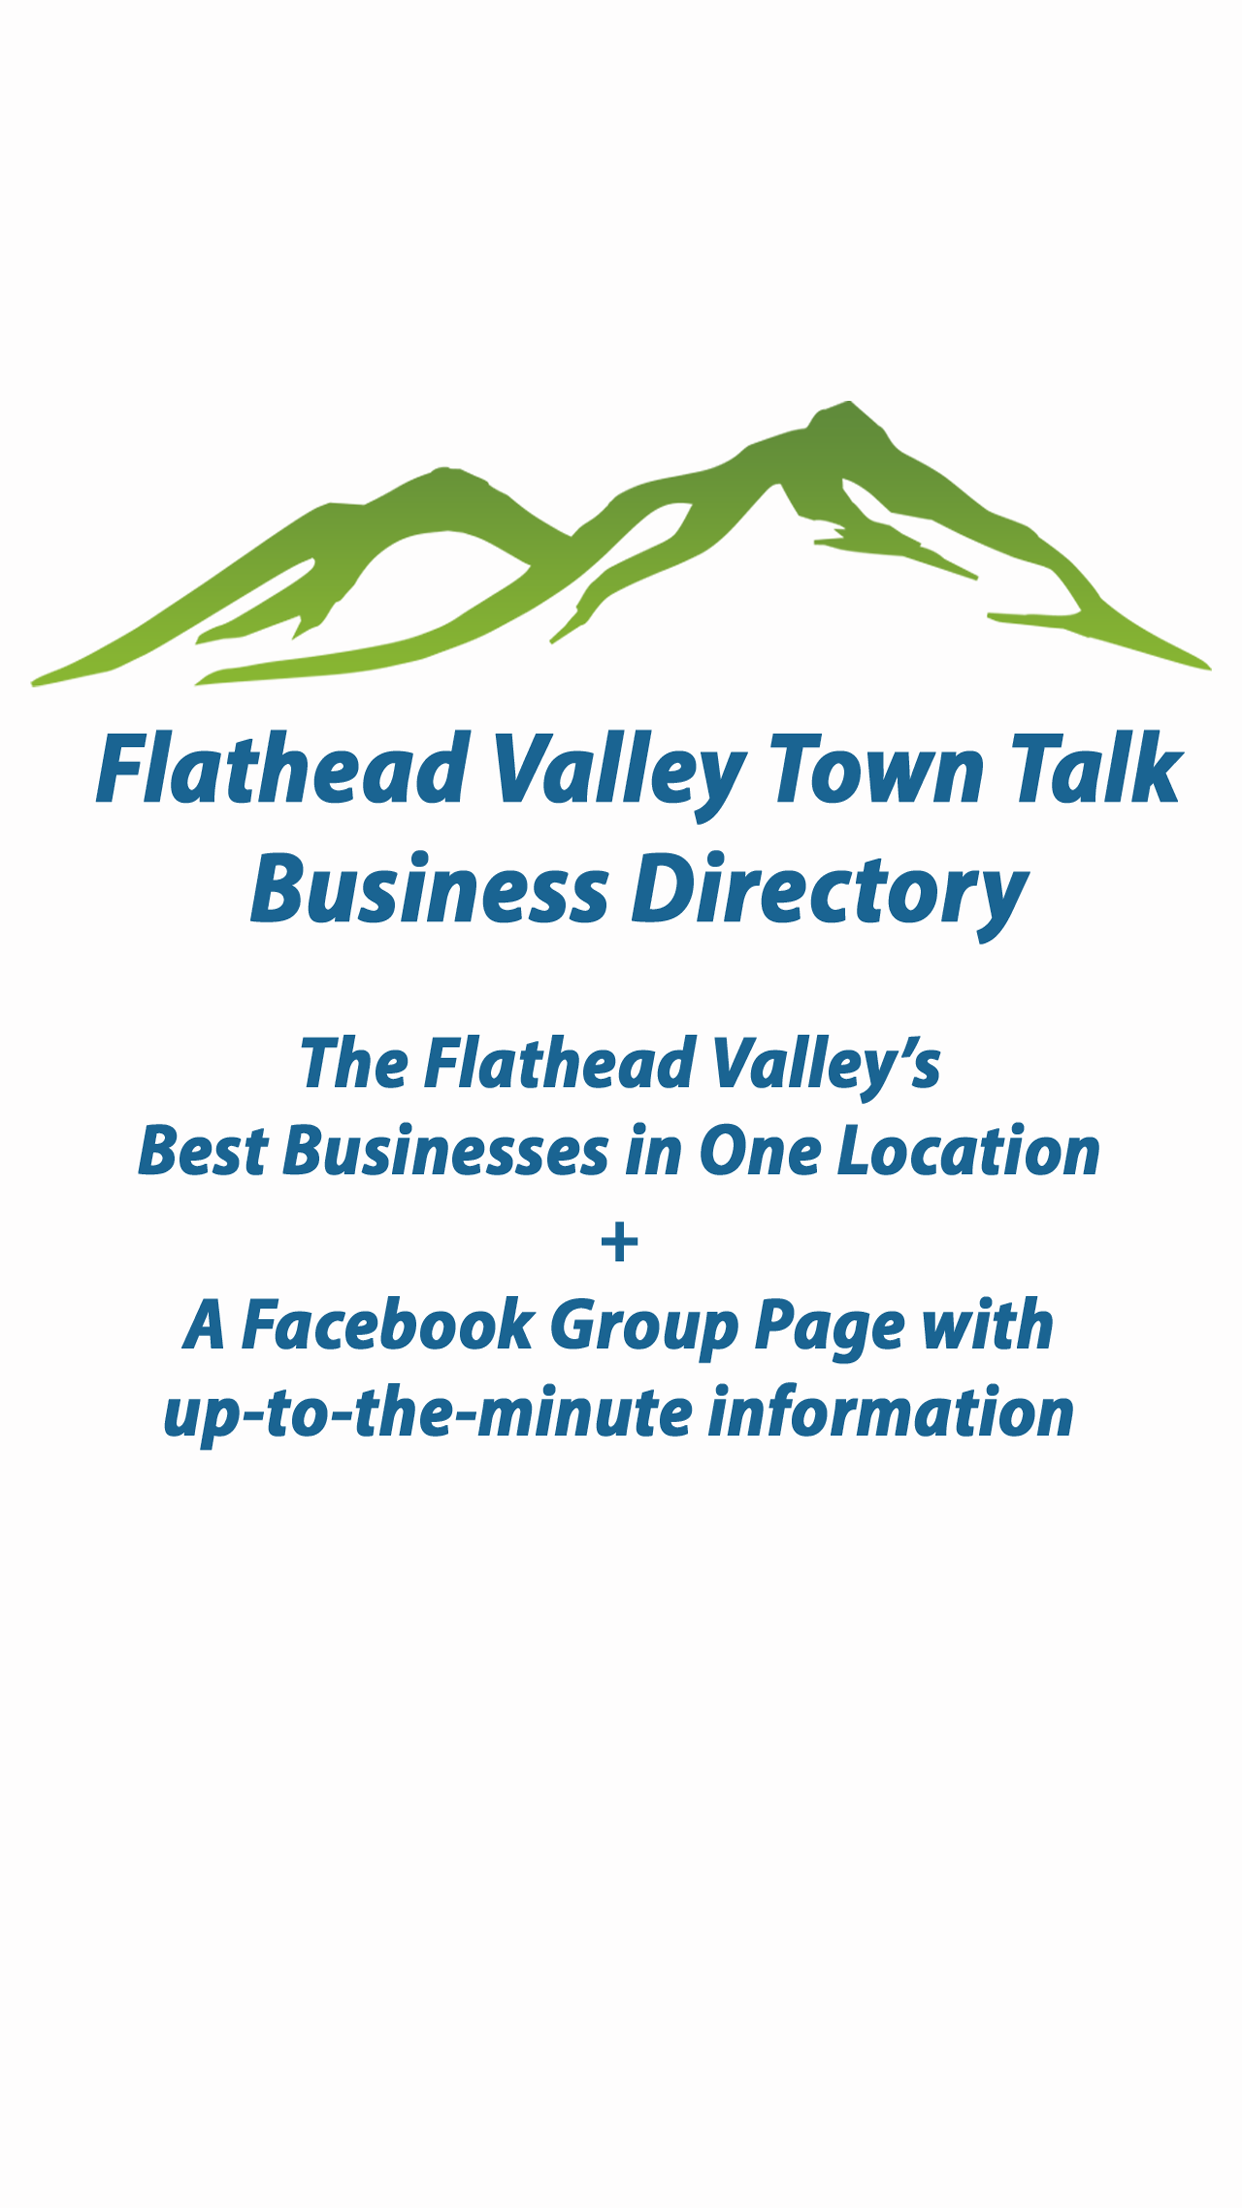 Flathead Valley Town Talk
Business Directory
The Flathead Valley’s
Best Businesses in One Location
+
A Facebook Group Page with
up-to-the-minute information